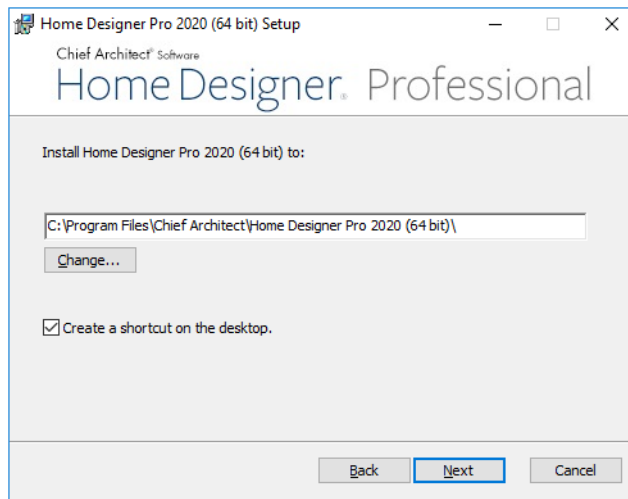 Home Designer Pro 2020 (64 bit) Setup
Chief Architect® Software
Home Designer® Professional
Install Home Designer Pro 2020 (64 bit) to:
C:\Program Files\Chief Architect\Home Designer Pro 2020 (64 bit)\
Change...
Create a shortcut on the desktop.
Back Next Cancel